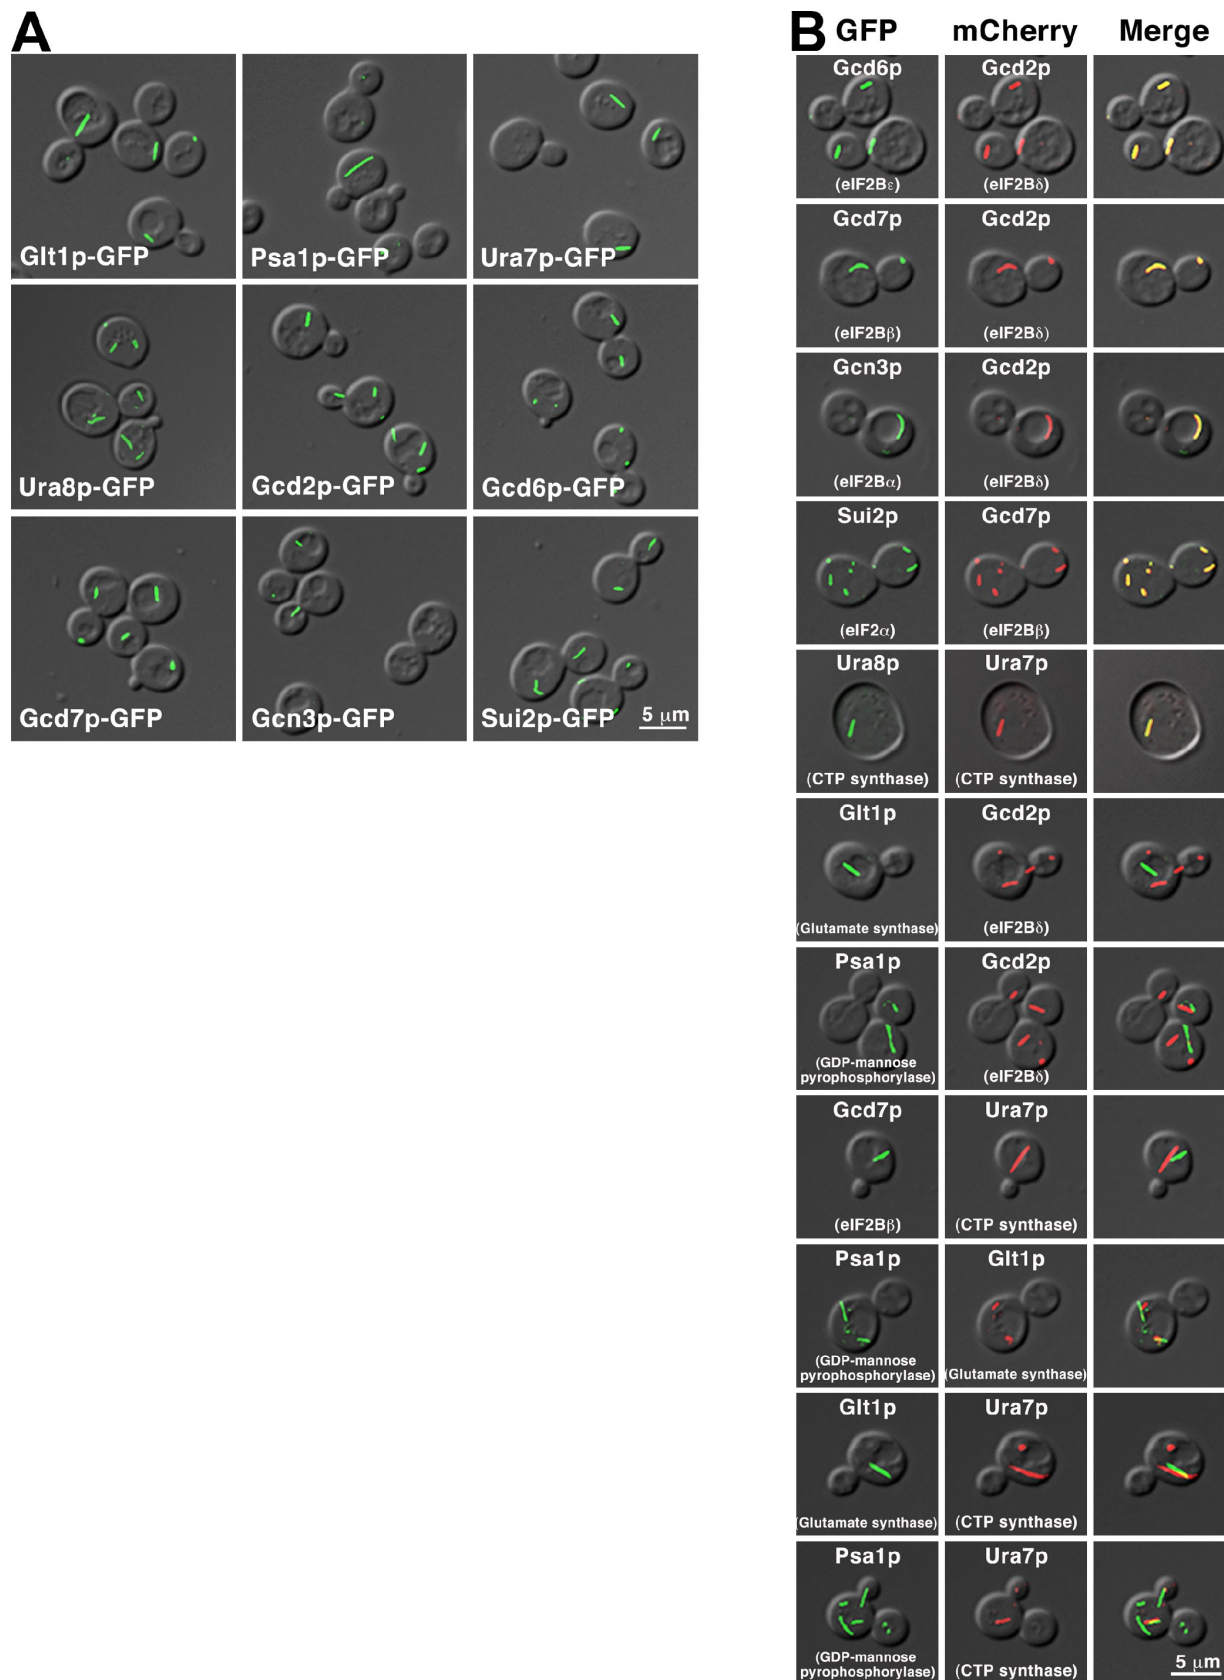 A
Glt1p-GFP
Psa1p-GFP
Ura7p-GFP
Ura8p-GFP
Gcd2p-GFP
Gcd6p-GFP
Gcd7p-GFP
Gcn3p-GFP
Sui2p-GFP
5 μm
B
GFP
mCherry
Merge
Gcd6p
Gcd2p
(eIF2Bε)
(eIF2Bδ)
Gcd7p
Gcd2p
(eIF2Bβ)
(eIF2Bδ)
Gcn3p
Gcd2p
(eIF2Bα)
(eIF2Bδ)
Sui2p
Gcd7p
(eIF2α)
(eIF2Bβ)
Ura8p
Ura7p
(CTP synthase)
(CTP synthase)
Glt1p
Gcd2p
(Glutamate synthase)
(eIF2Bδ)
Psa1p
Gcd2p
(GDP-mannose
pyrophosphorylase)
(eIF2Bδ)
Gcd7p
Ura7p
(eIF2Bβ)
(CTP synthase)
Psa1p
Glt1p
(GDP-mannose
pyrophosphorylase)
(Glutamate synthase)
Glt1p
Ura7p
(Glutamate synthase)
(CTP synthase)
Psa1p
Ura7p
(GDP-mannose
pyrophosphorylase)
(CTP synthase)
5 μm